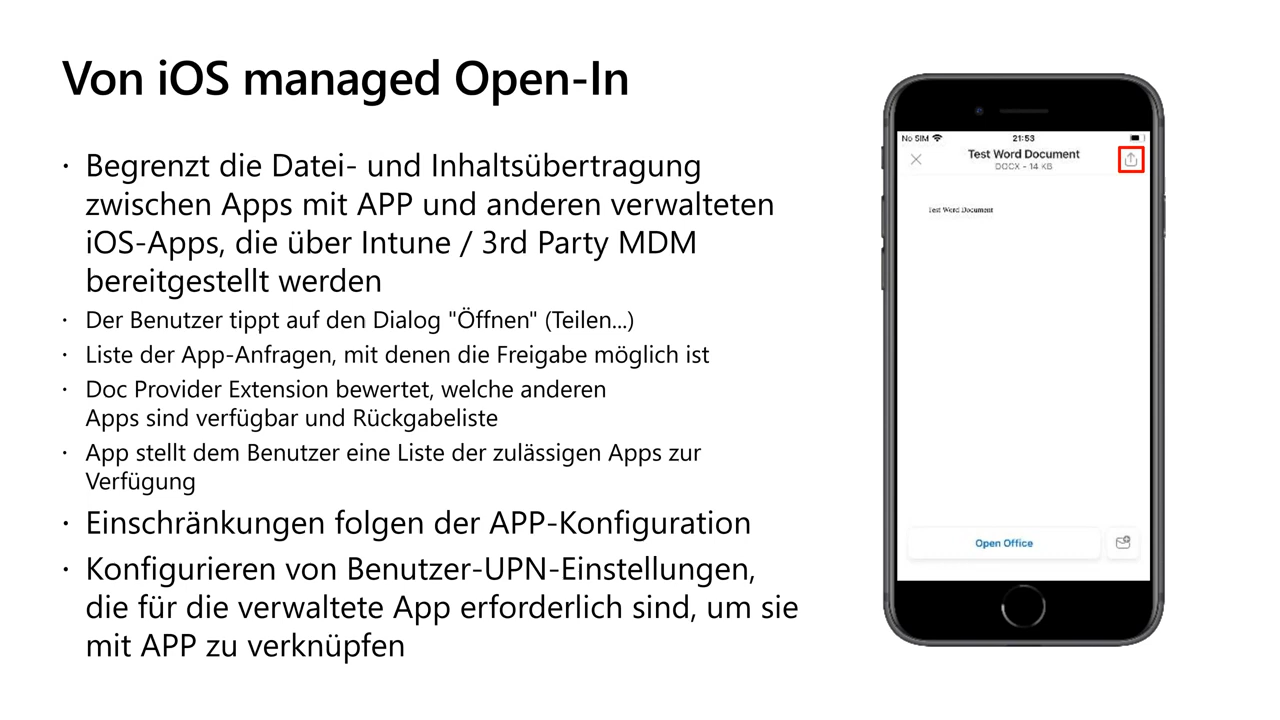 Von iOS managed Open-In
· Begrenzt die Datei- und Inhaltsübertragung
zwischen Apps mit APP und anderen verwalteten
iOS-Apps, die über Intune / 3rd Party MDM
bereitgestellt werden
· Der Benutzer tippt auf den Dialog "Öffnen" (Teilen...)
· Liste der App-Anfragen, mit denen die Freigabe möglich ist
· Doc Provider Extension bewertet, welche anderen
Apps sind verfügbar und Rückgabeliste
· App stellt dem Benutzer eine Liste der zulässigen Apps zur
Verfügung
· Einschränkungen folgen der APP-Konfiguration
· Konfigurieren von Benutzer-UPN-Einstellungen,
die für die verwaltete App erforderlich sind, um sie
mit APP zu verknüpfen
No SIM 21:53
Test Word Document
DOCX - 14 KB
Test Word Document
Open Office